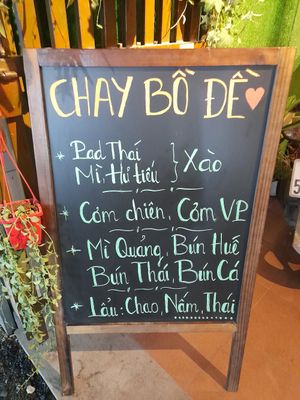 CHAY BỒ ĐỀ
Pad Thái
Mì. Hủ tiếu } Xào
Cơm chiên, Cơm VP
Mì Quảng, Bún Huế
Bún Thái, Bún Cá
Lẩu: Chao, Nấm, Thái